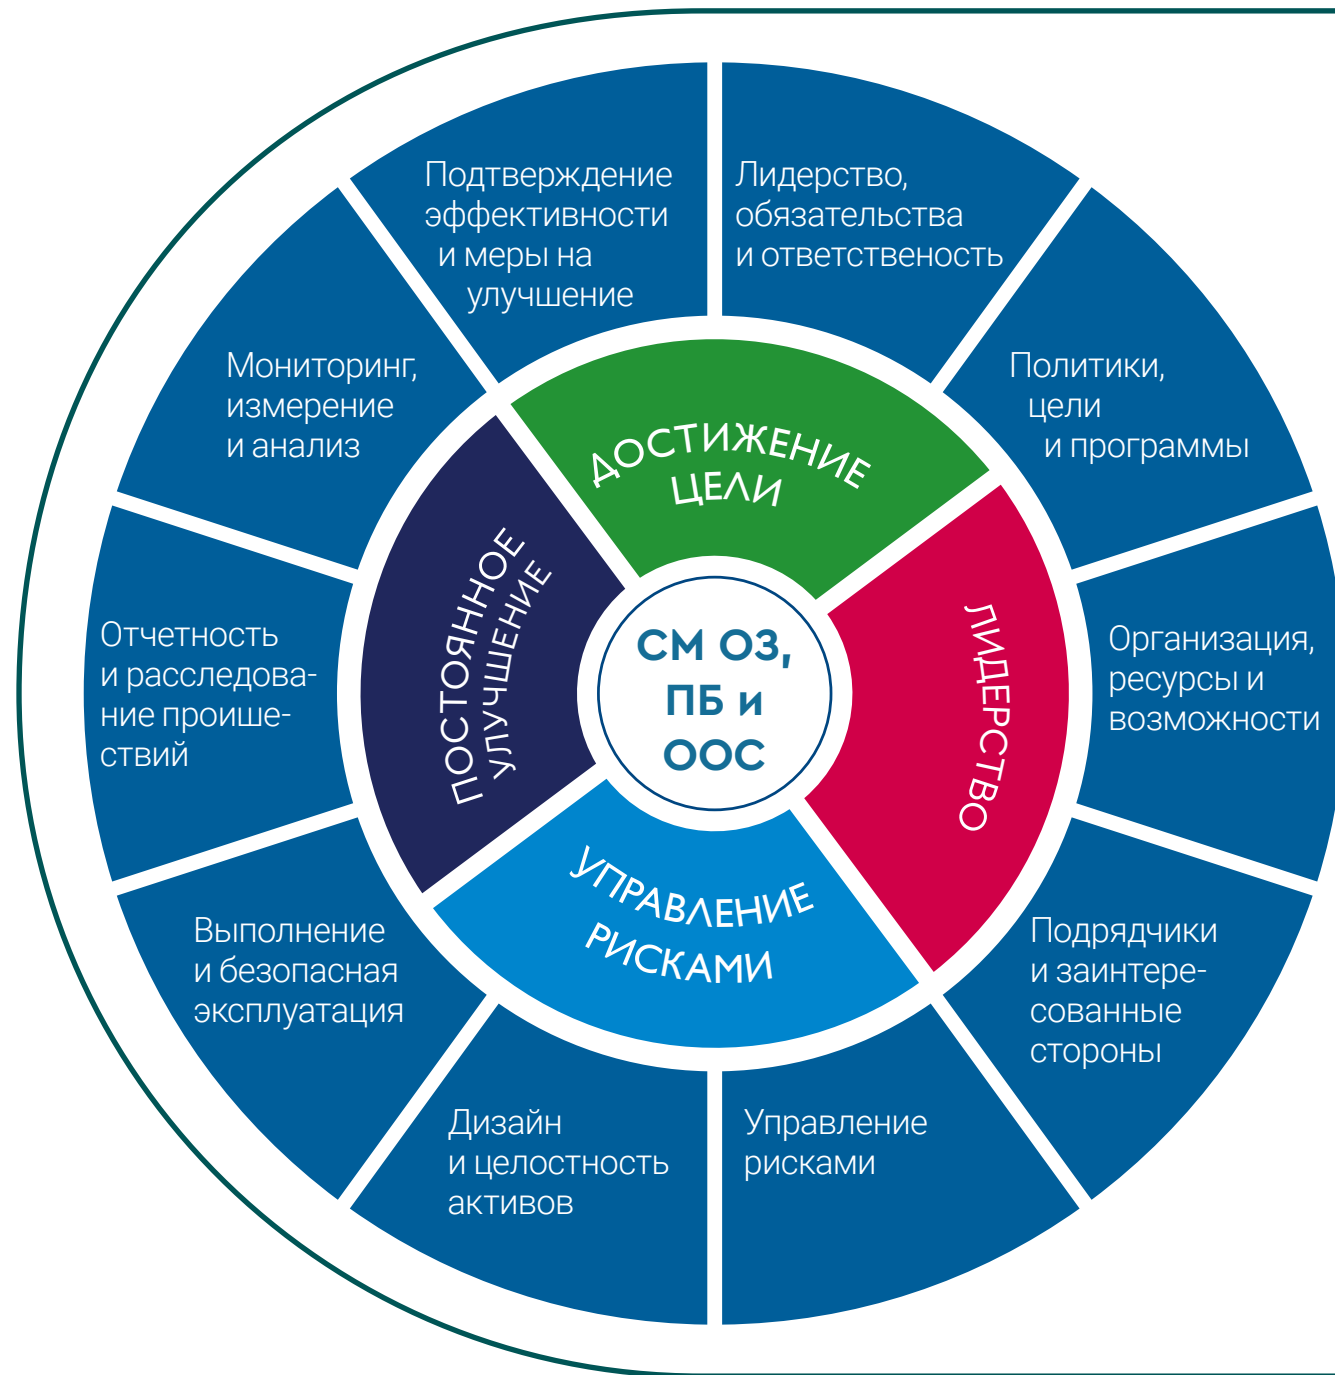 Подтверждение
эффективности
и меры на
улучшение
Лидерство,
обязательства
и ответственость
Политики,
цели
и программы
Организация,
ресурсы и
возможности
Подрядчики
и заинтере-
сованные
стороны
Управление
рисками
Дизайн
и целостность
активов
Выполнение
и безопасная
эксплуатация
Отчетность
и расследова-
ние происше-
ствий
Мониторинг,
измерение
и анализ
ДОСТИЖЕНИЕ
ЦЕЛИ
ЛИДЕРСТВО
УПРАВЛЕНИЕ
РИСКАМИ
ПОСТОЯННОЕ
УЛУЧШЕНИЕ
СМ ОЗ,
ПБ и
ООС